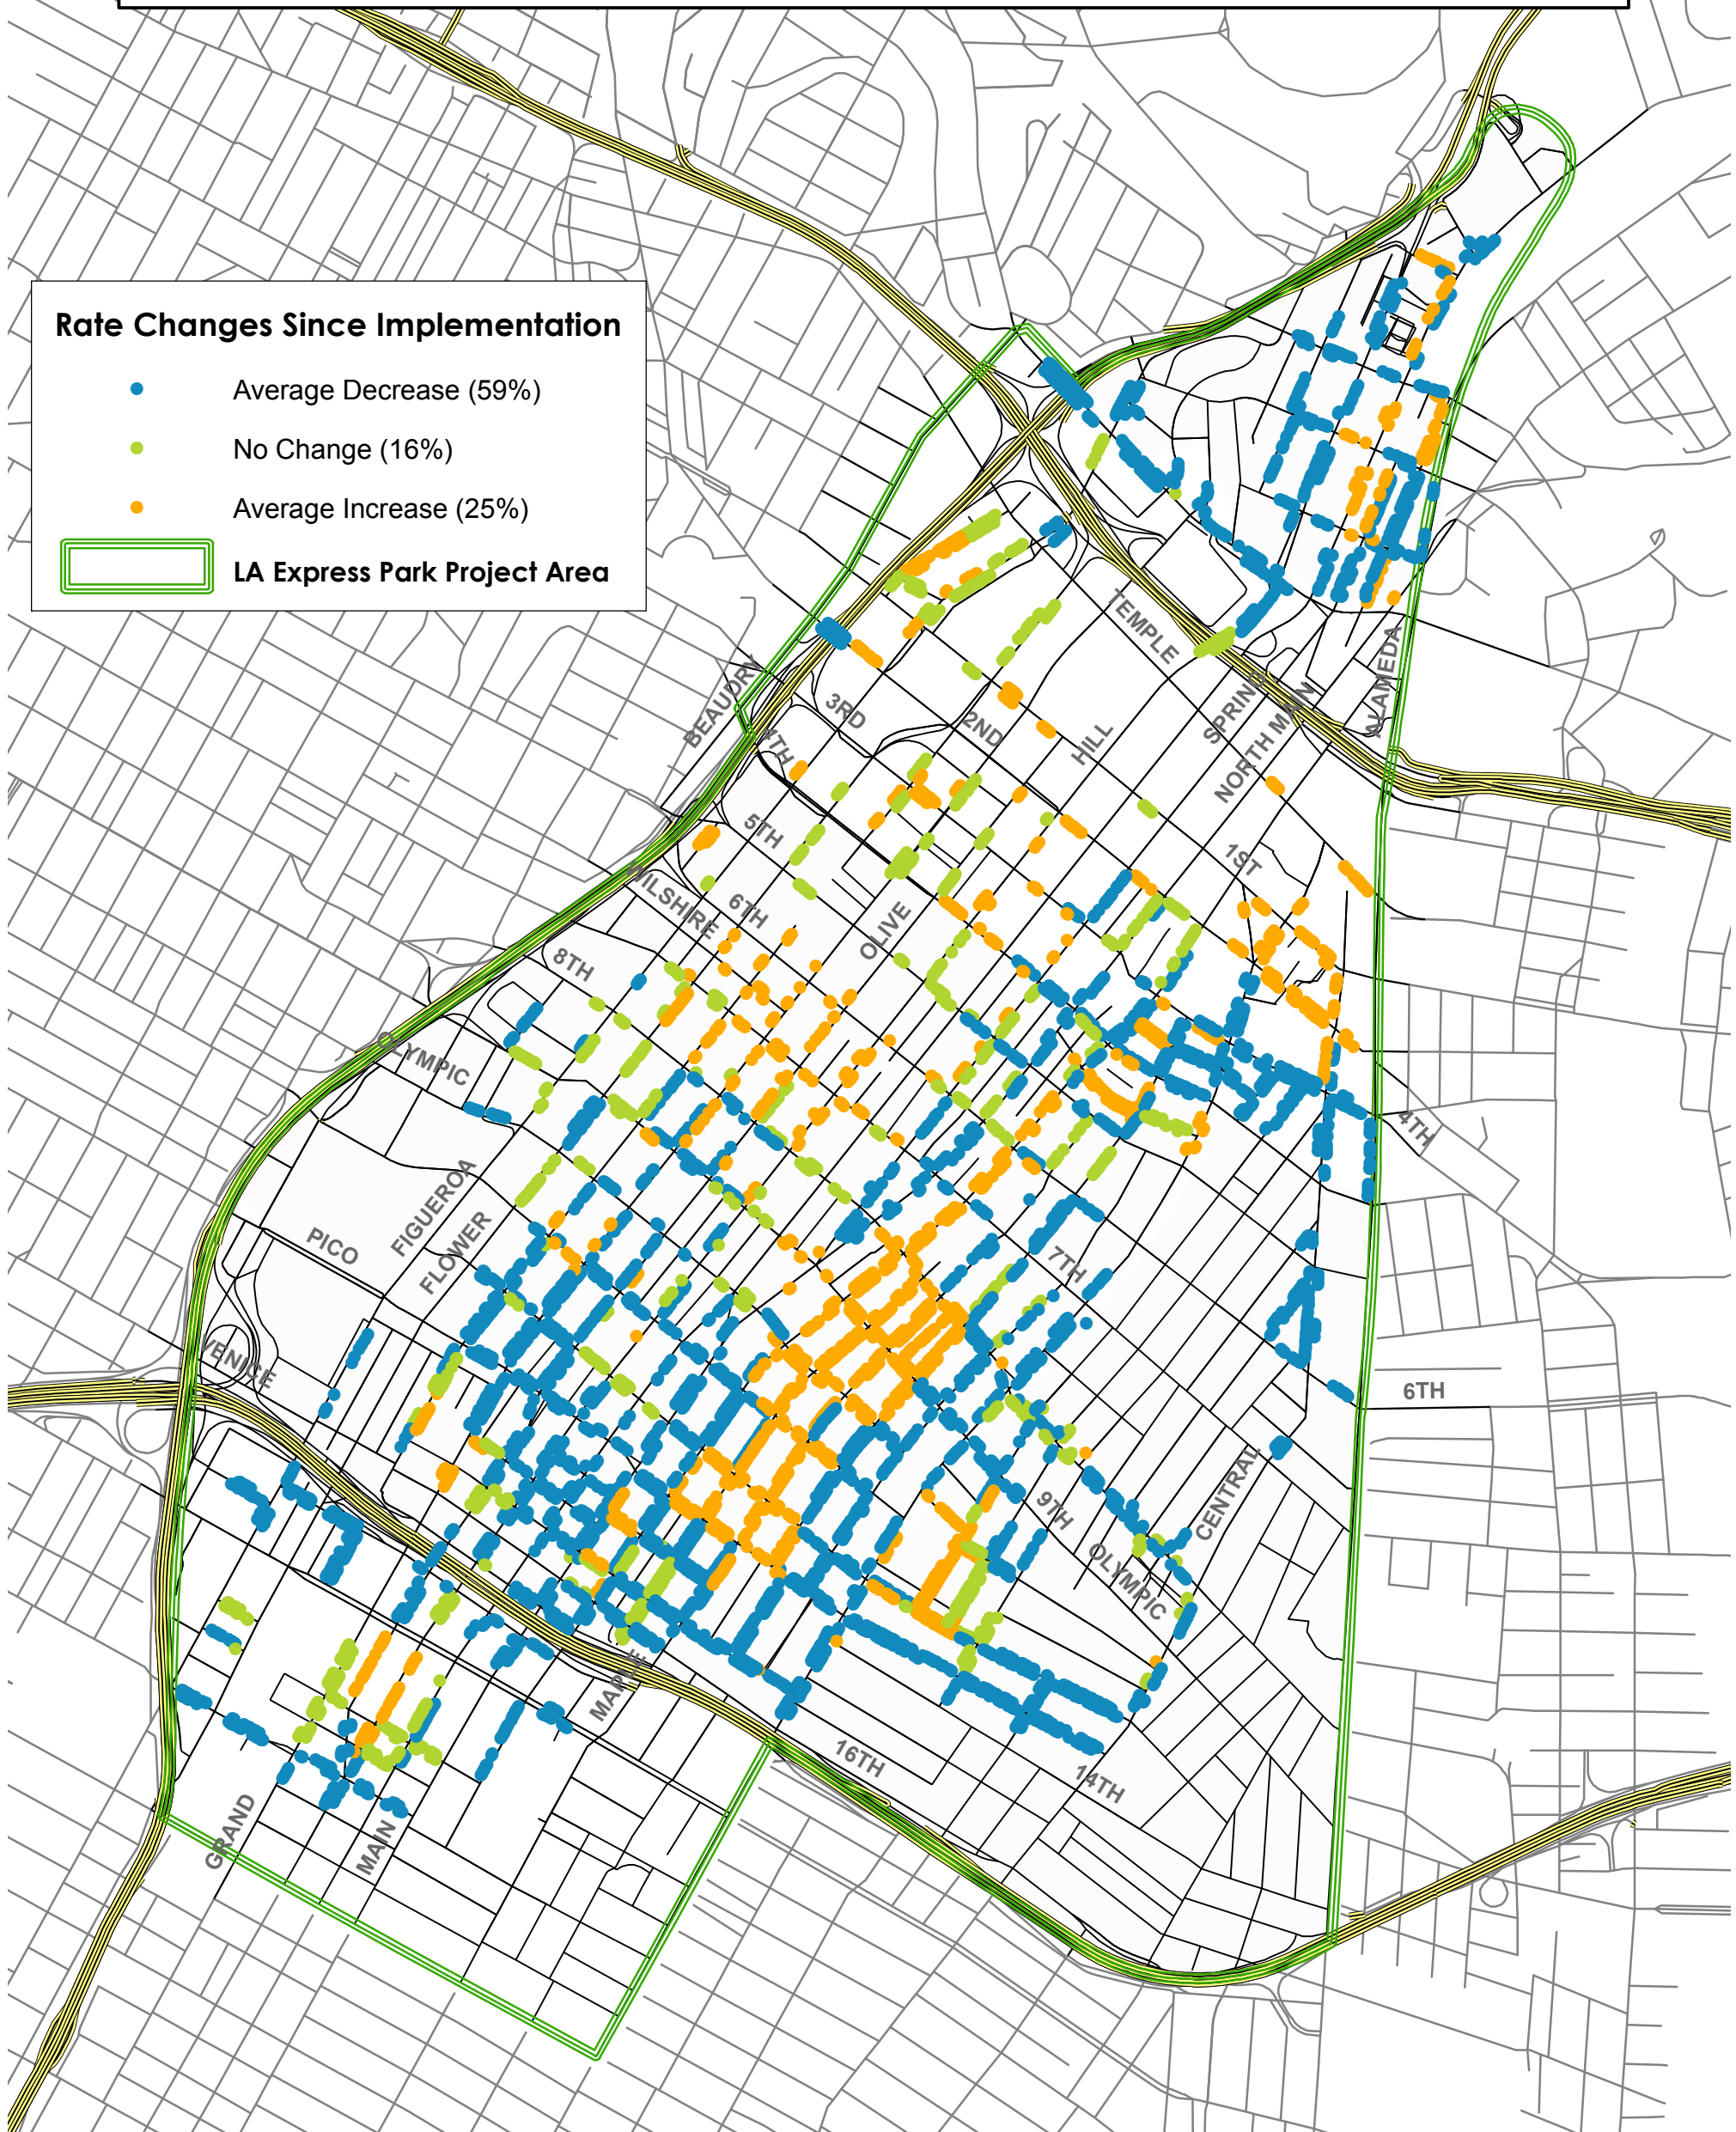 Rate Changes Since Implementation
Average Decrease (59%)
No Change (16%)
Average Increase (25%)
LA Express Park Project Area
TEMPLE
ALAMEDA
BEAUDRY
SPRING
NORTH MAIN
3RD
2ND
HILL
4TH
5TH
1ST
WILSHIRE
6TH
OLIVE
8TH
OLYMPIC
4TH
FIGUEROA
FLOWER
PICO
7TH
VENICE
6TH
CENTRAL
9TH
OLYMPIC
MAPLE
16TH
14TH
GRAND
MAIN